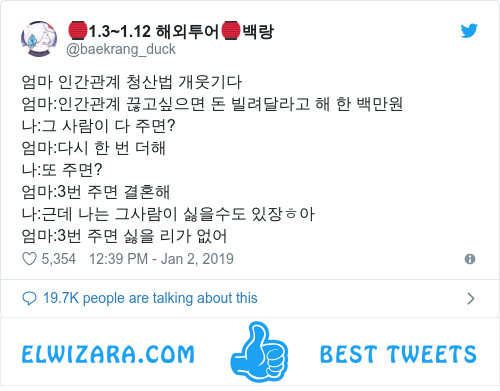 🏮1.3~1.12 해외투어🏮백랑
@baekrang_duck
엄마 인간관계 청산법 개웃기다
엄마:인간관계 끊고싶으면 돈 빌려달라고 해 한 백만원
나:그 사람이 다 주면?
엄마:다시 한 번 더해
나:또 주면?
엄마:3번 주면 결혼해
나:근데 나는 그사람이 싫을수도 있장ㅎ아
엄마:3번 주면 싫을 리가 없어
5,354 12:39 PM - Jan 2, 2019
19.7K people are talking about this
ELWIZARA.COM BEST TWEETS